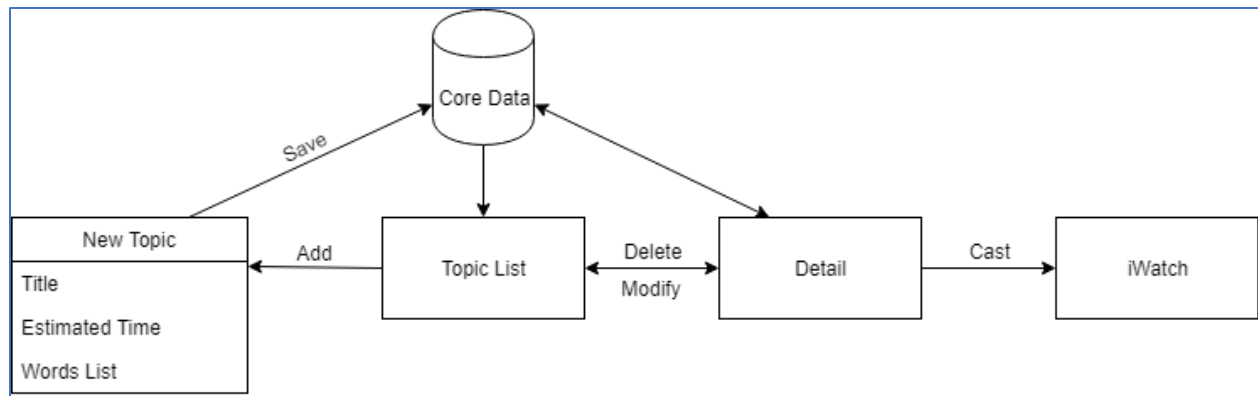 Core Data
Save
New Topic
Title
Estimated Time
Words List
Add
Topic List
Delete
Modify
Detail
Cast
iWatch